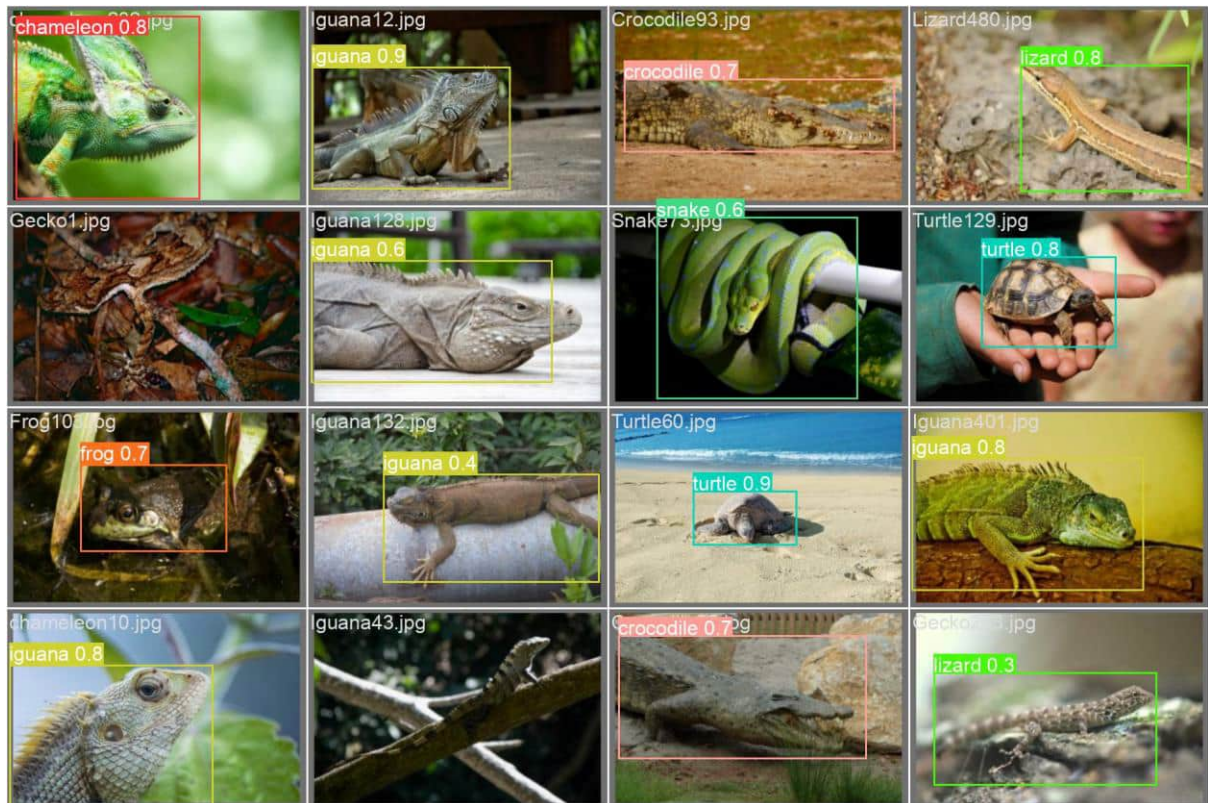 chameleon 0.8
Iguana12.jpg
iguana 0.9
Crocodile93.jpg
crocodile 0.7
Lizard480.jpg
lizard 0.8
Gecko1.jpg
Iguana128.jpg
iguana 0.6
snake 0.6
Turtle129.jpg
turtle 0.8
frog 0.7
Iguana132.jpg
iguana 0.4
Turtle60.jpg
turtle 0.9
Iguana401.jpg
iguana 0.8
chameleon10.jpg
iguana 0.8
Iguana43.jpg
crocodile 0.7
lizard 0.3